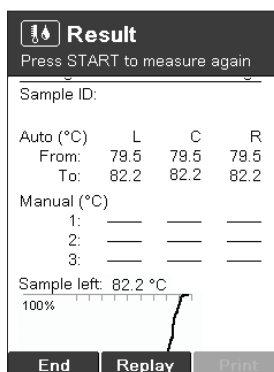 Result
Press START to measure again
Sample ID:
Auto (°C) L C R
From: 79.5 79.5 79.5
To: 82.2 82.2 82.2
Manual (°C)
1:
2:
3:
Sample left: 82.2 °C
100%
End Replay Print